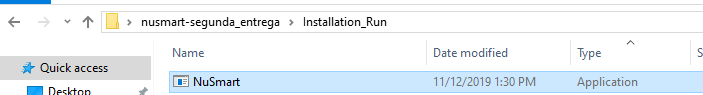 nusmart-segunda_entrega > Installation_Run
Name Date modified Type S
Quick access
Desktop
NuSmart 11/12/2019 1:30 PM Application